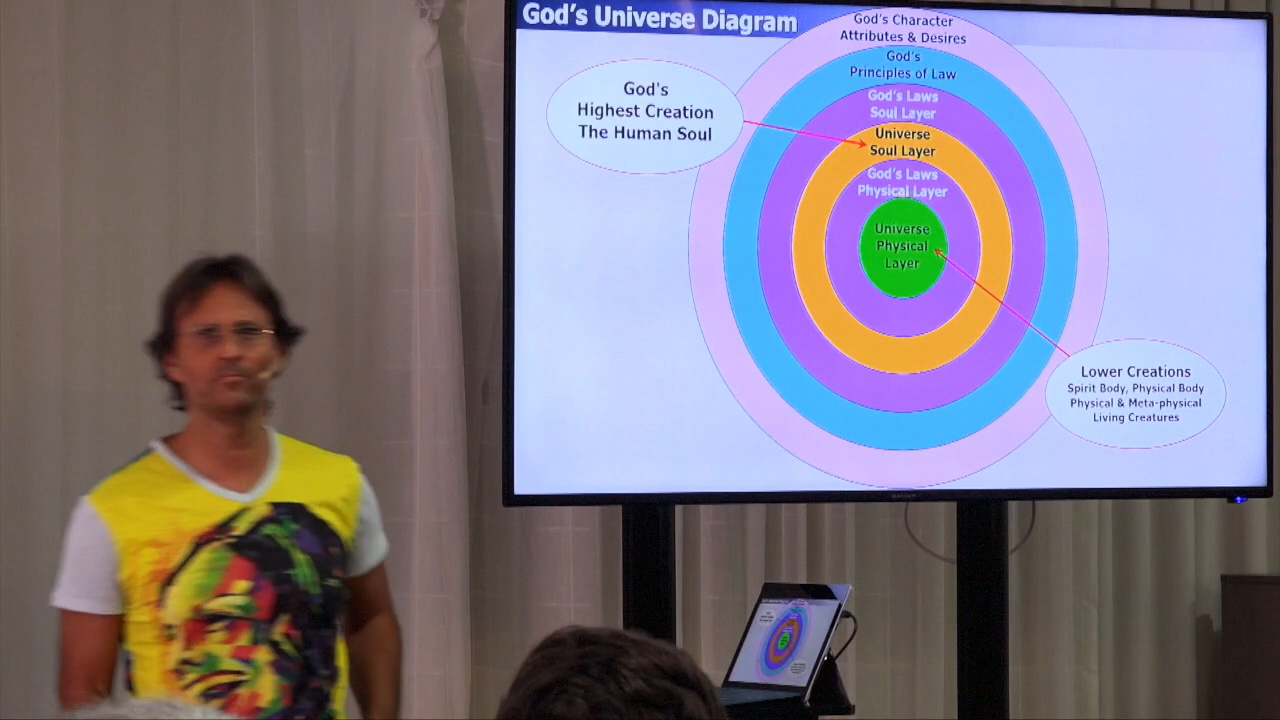 God's Universe Diagram
God's Character
Attributes & Desires
God's
Principles of Law
God's Laws
Soul Layer
Universe
Soul Layer
God's Laws
Physical Layer
Universe
Physical
Layer
God's
Highest Creation
The Human Soul
Lower Creations
Spirit Body, Physical Body
Physical & Meta-physical
Living Creatures